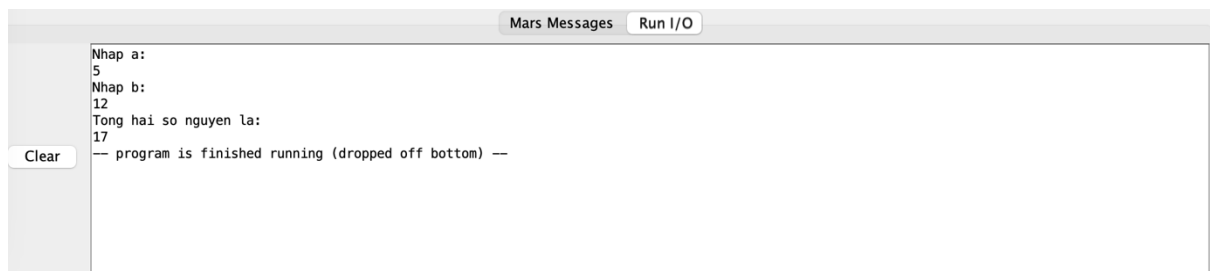 Mars Messages Run I/O
Nhap a:
5
Nhap b:
12
Tong hai so nguyen la:
17
-- program is finished running (dropped off bottom) --
Clear